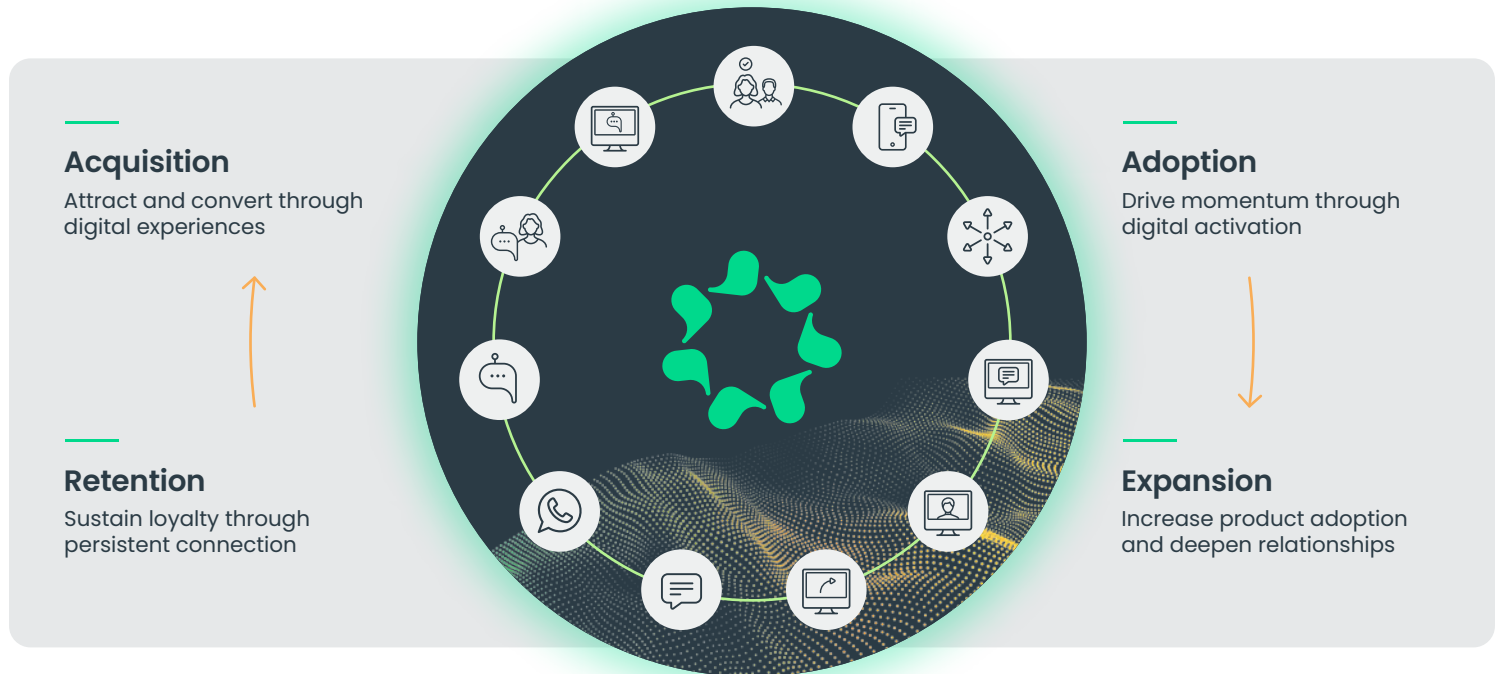 Acquisition
Attract and convert through
digital experiences
Retention
Sustain loyalty through
persistent connection
Adoption
Drive momentum through
digital activation
Expansion
Increase product adoption
and deepen relationships